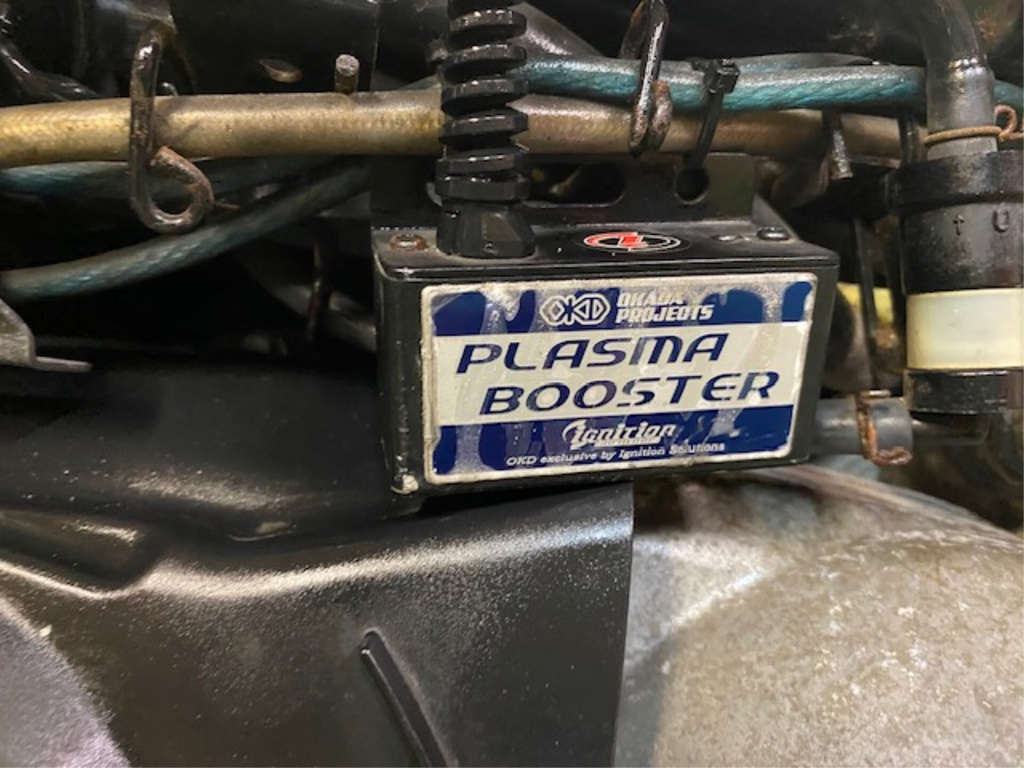 OKD OKADA
PROJECTS
PLASMA
BOOSTER
ignition
OKD exclusive by Ignition Solutions